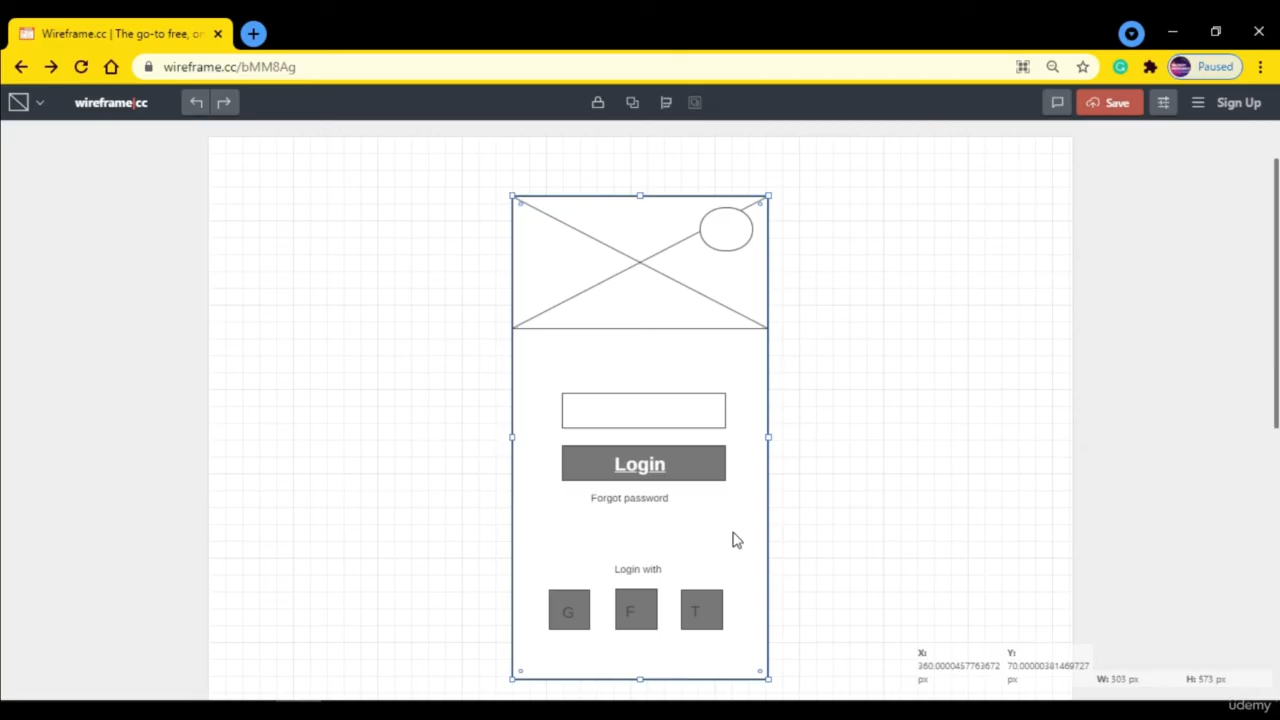 Wireframe.cc | The go-to free, on
wireframe.cc/bMM8Ag
Paused
wireframe|cc
Save
Sign Up
Login
Forgot password
Login with
G F T
X: Y:
360.0000457763672 70.00000381469727
px px W: 303 px H: 573 px
udemy